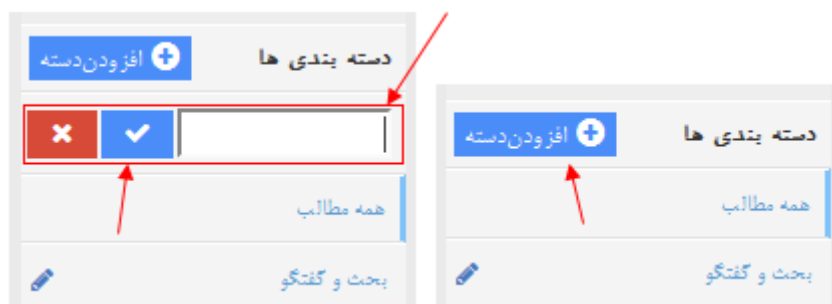 دسته بندی ها
افزودن‌دسته
همه مطالب
بحث و گفتگو
دسته بندی ها
افزودن‌دسته
همه مطالب
بحث و گفتگو